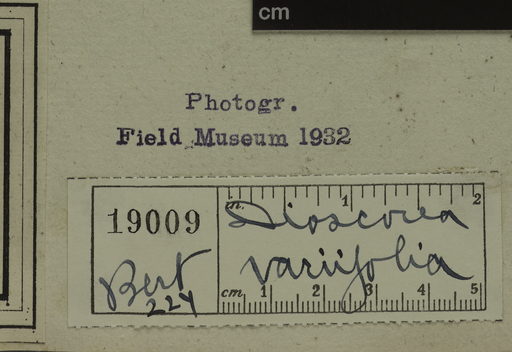 cm
Photogr.
Field Museum 1932
19009
in. 1 2
Dioscorea
variifolia
Bert
224
cm 1 2 3 4 5